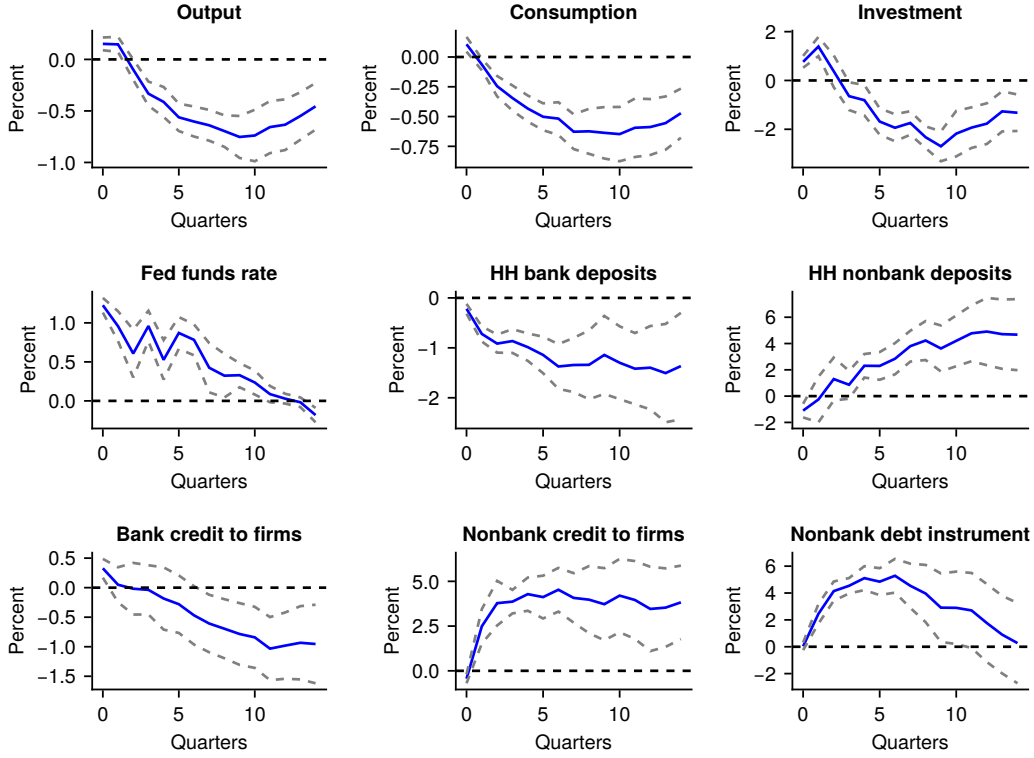 Output
Percent
0.0
−0.5
−1.0
0 5 10
Quarters
Consumption
Percent
0.00
−0.25
−0.50
−0.75
0 5 10
Quarters
Investment
Percent
2
0
−2
0 5 10
Quarters
Fed funds rate
Percent
1.0
0.5
0.0
0 5 10
Quarters
HH bank deposits
Percent
0
−1
−2
0 5 10
Quarters
HH nonbank deposits
Percent
6
4
2
0
−2
0 5 10
Quarters
Bank credit to firms
Percent
0.5
0.0
−0.5
−1.0
−1.5
0 5 10
Quarters
Nonbank credit to firms
Percent
5.0
2.5
0.0
0 5 10
Quarters
Nonbank debt instrument
Percent
6
4
2
0
−2
0 5 10
Quarters